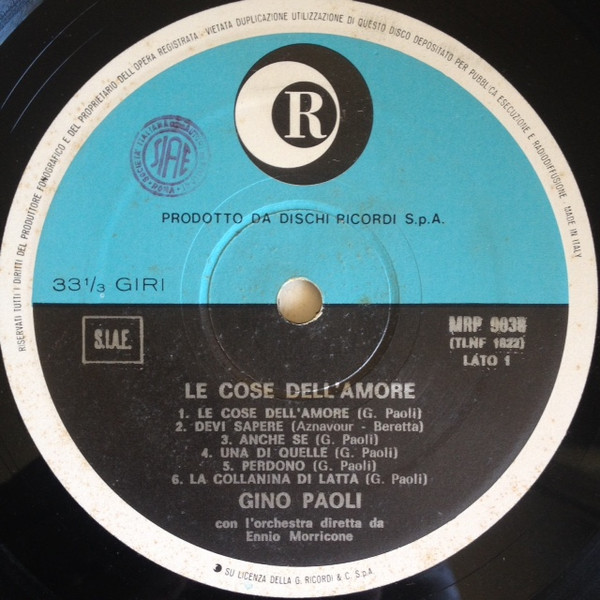 RISERVATI TUTTI I DIRITTI DEL PRODUTTORE FONOGRAFICO E DEL PROPRIETARIO DELL'OPERA REGISTRATA - VIETATA DUPLICAZIONE UTILIZZAZIONE DI QUESTO DISCO DEPOSITATO PER PUBBLICA ESECUZIONE E RADIODIFFUSIONE. MADE IN ITALY
R
SIAE
ROMA
PRODOTTO DA DISCHI RICORDI S.p.A.
33 1/3 GIRI
S.I.A.E.
MRP 9038
(TLNF 1622)
LATO 1
LE COSE DELL'AMORE
1. LE COSE DELL'AMORE (G. Paoli)
2. DEVI SAPERE (Aznavour - Beretta)
3. ANCHE SE (G. Paoli)
4. UNA DI QUELLE (G. Paoli)
5. PERDONO (G. Paoli)
6. LA COLLANINA DI LATTA (G. Paoli)
GINO PAOLI
con l'orchestra diretta da
Ennio Morricone
SU LICENZA DELLA G. RICORDI & C. S.p.A.